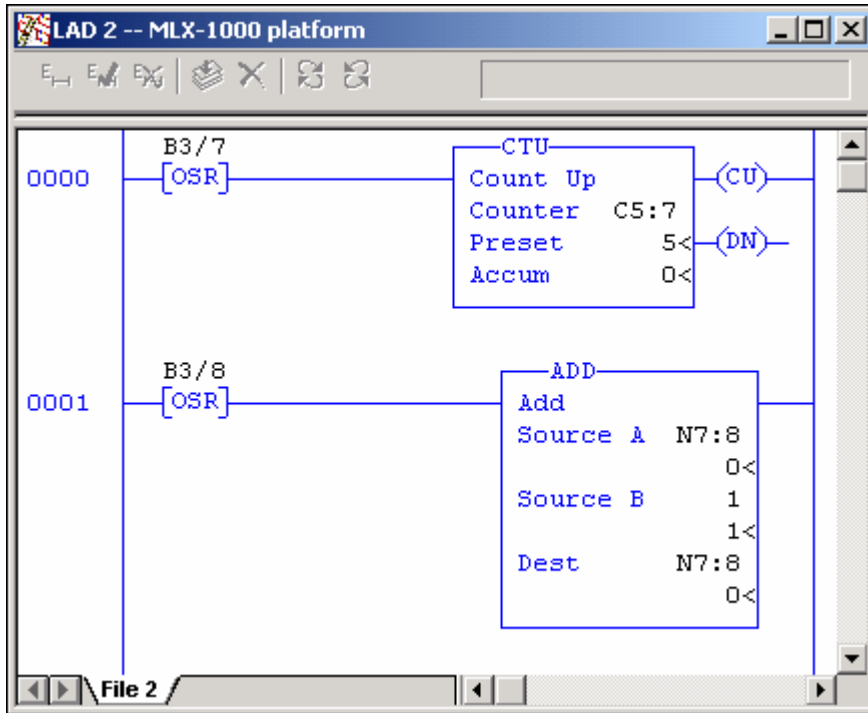 LAD 2 -- MLX-1000 platform
B3/7
0000
[OSR]
CTU
Count Up
(CU)
Counter C5:7
Preset 5<
(DN)
Accum 0<
B3/8
0001
[OSR]
ADD
Add
Source A N7:8
0<
Source B 1
1<
Dest N7:8
0<
File 2